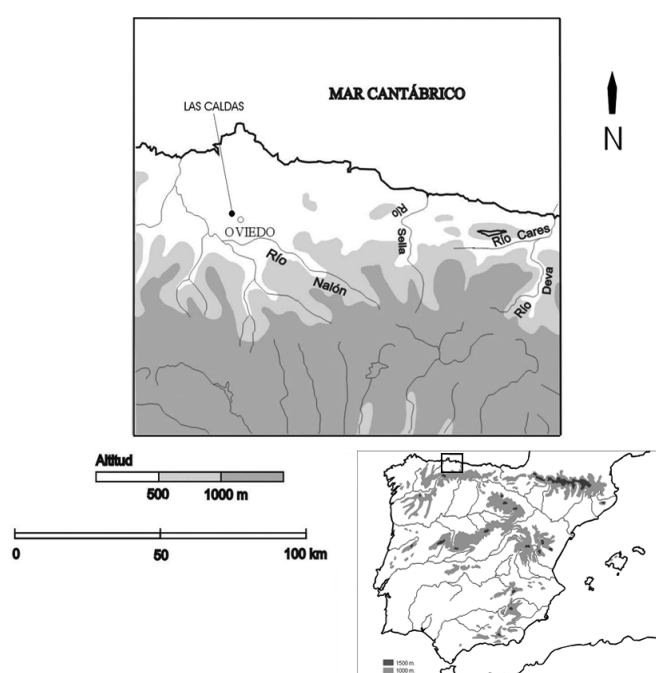 MAR CANTÁBRICO
LAS CALDAS
N
OVIEDO
Río
Sella
Río Cares
Río
Nalón
Río
Deva
Altitud
500
1000 m
0
50
100 km
1500 m.
1000 m.